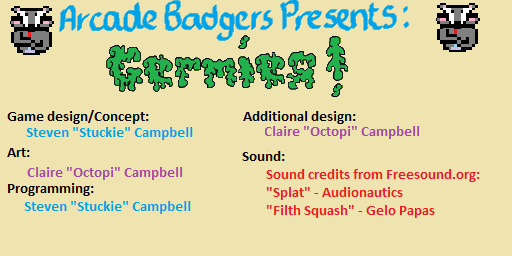 Arcade Badgers Presents:
Germies!
Game design/Concept:
Steven "Stuckie" Campbell
Art:
Claire "Octopi" Campbell
Programming:
Steven "Stuckie" Campbell
Additional design:
Claire "Octopi" Campbell
Sound:
Sound credits from Freesound.org:
"Splat" - Audionautics
"Filth Squash" - Gelo Papas